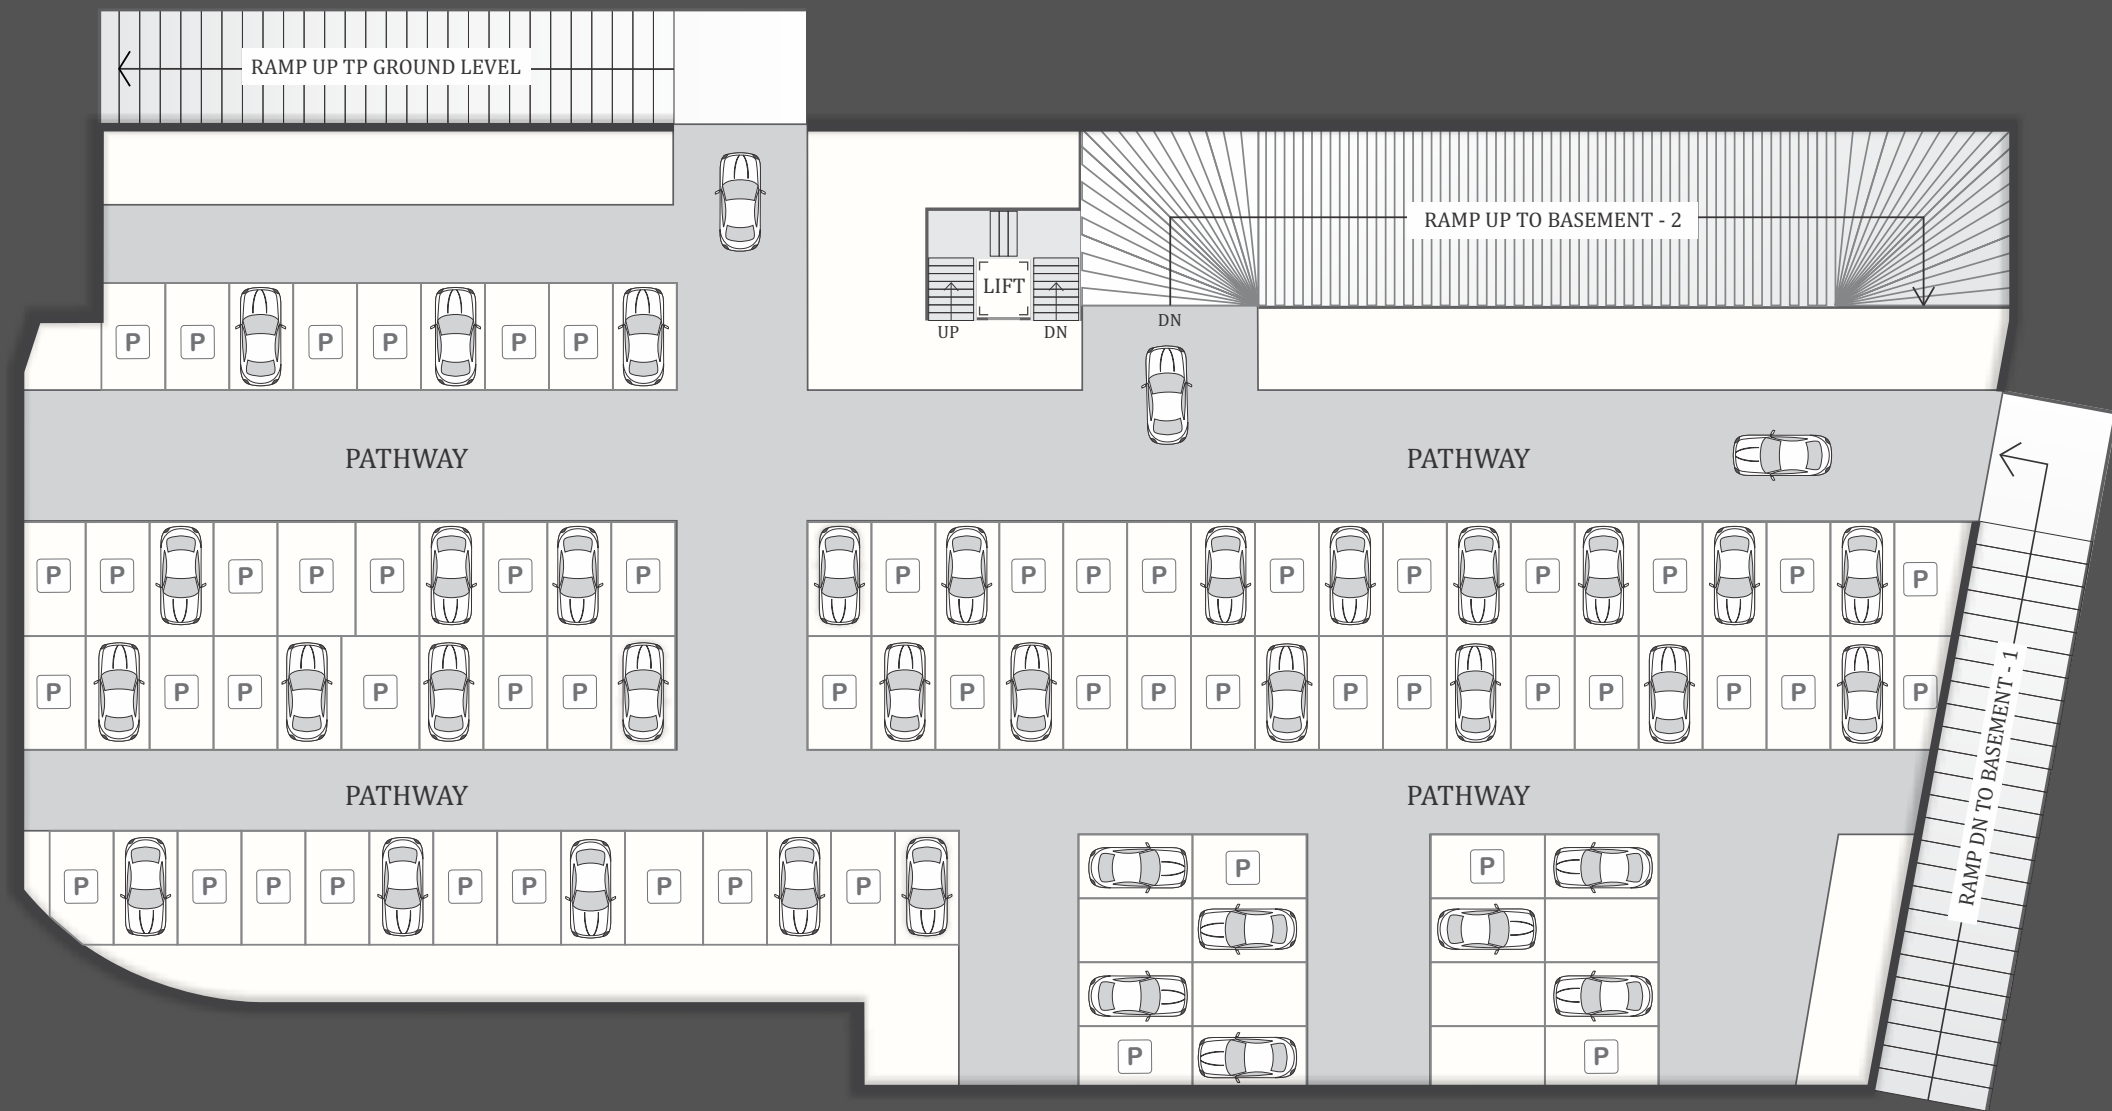 RAMP UP TP GROUND LEVEL
RAMP UP TO BASEMENT - 2
LIFT
UP
DN
DN
P P P P P P
PATHWAY
PATHWAY
P P P P P P P
P P P P P P P P P P
P P P P P P
P P P P P P P P P P P P
RAMP DN TO BASEMENT - 1
PATHWAY
PATHWAY
P P P P P P P P P
P
P
P
P